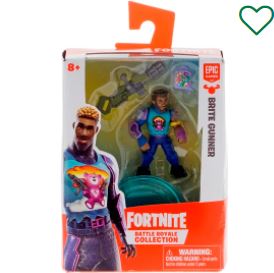 8+
EPIC
GAMES
BRITE GUNNER
FORTNITE
BATTLE ROYALE
COLLECTION
WARNING:
CHOKING HAZARD